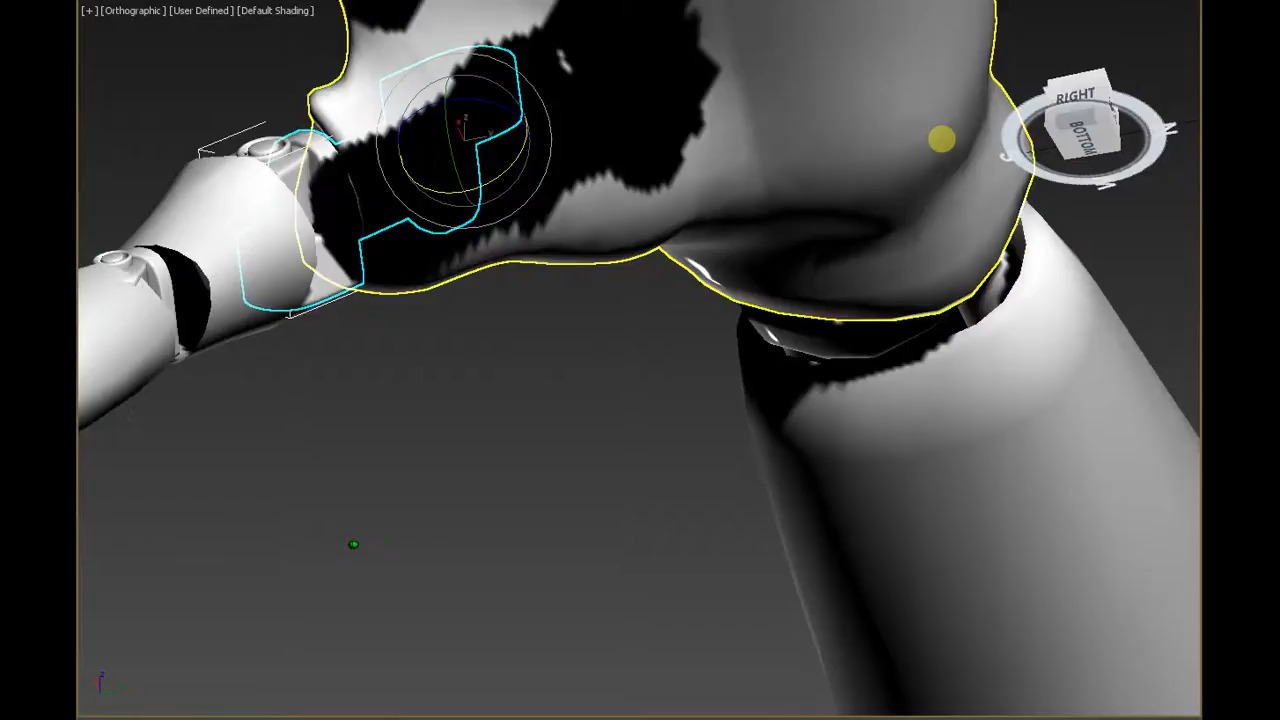 [+] [Orthographic] [User Defined] [Default Shading]
RIGHT
BOTTOM
S
z
z